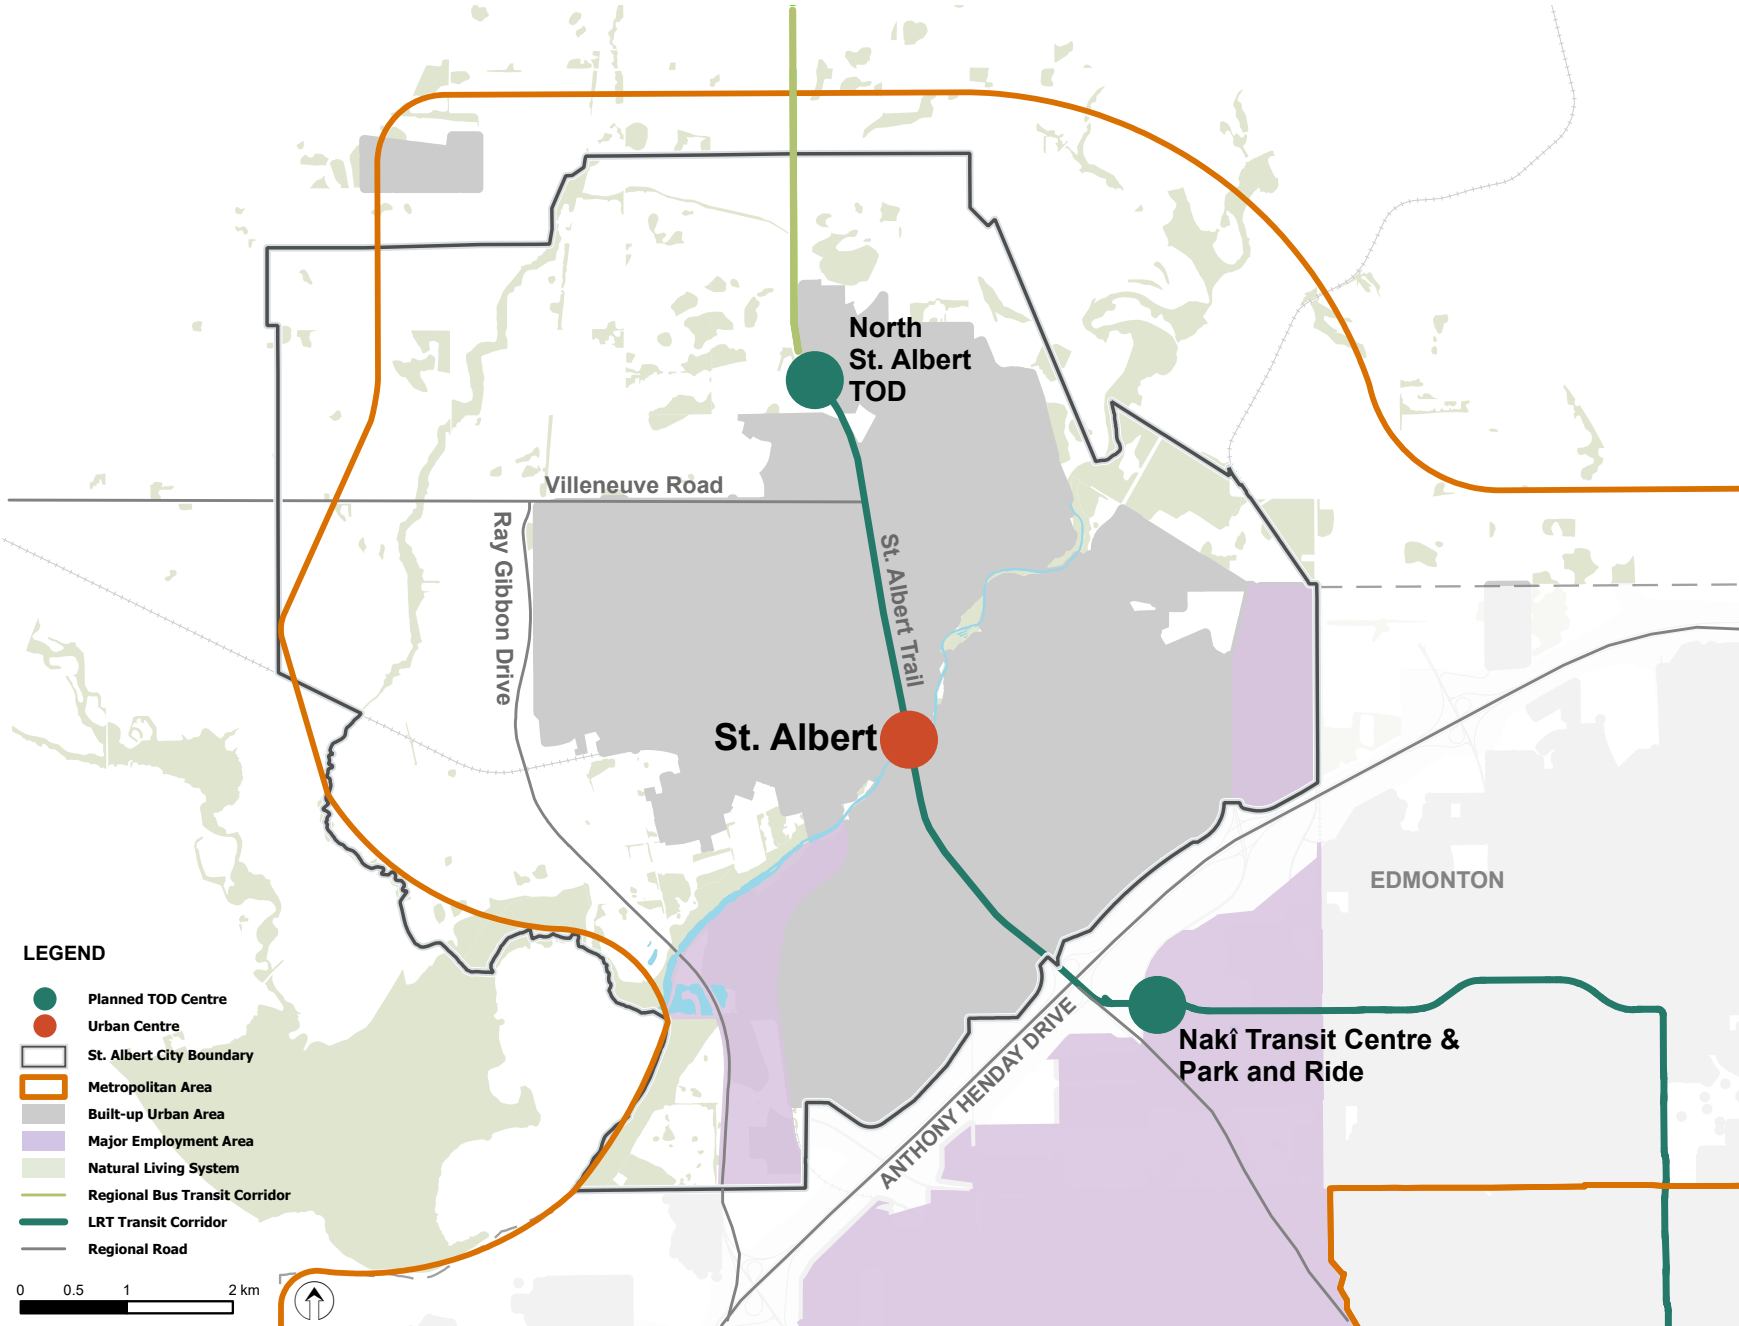 North
St. Albert
TOD
Villeneuve Road
Ray Gibbon Drive
St. Albert Trail
St. Albert
EDMONTON
Nakî Transit Centre &
Park and Ride
ANTHONY HENDAY DRIVE
LEGEND
Planned TOD Centre
Urban Centre
St. Albert City Boundary
Metropolitan Area
Built-up Urban Area
Major Employment Area
Natural Living System
Regional Bus Transit Corridor
LRT Transit Corridor
Regional Road
0 0.5 1 2 km